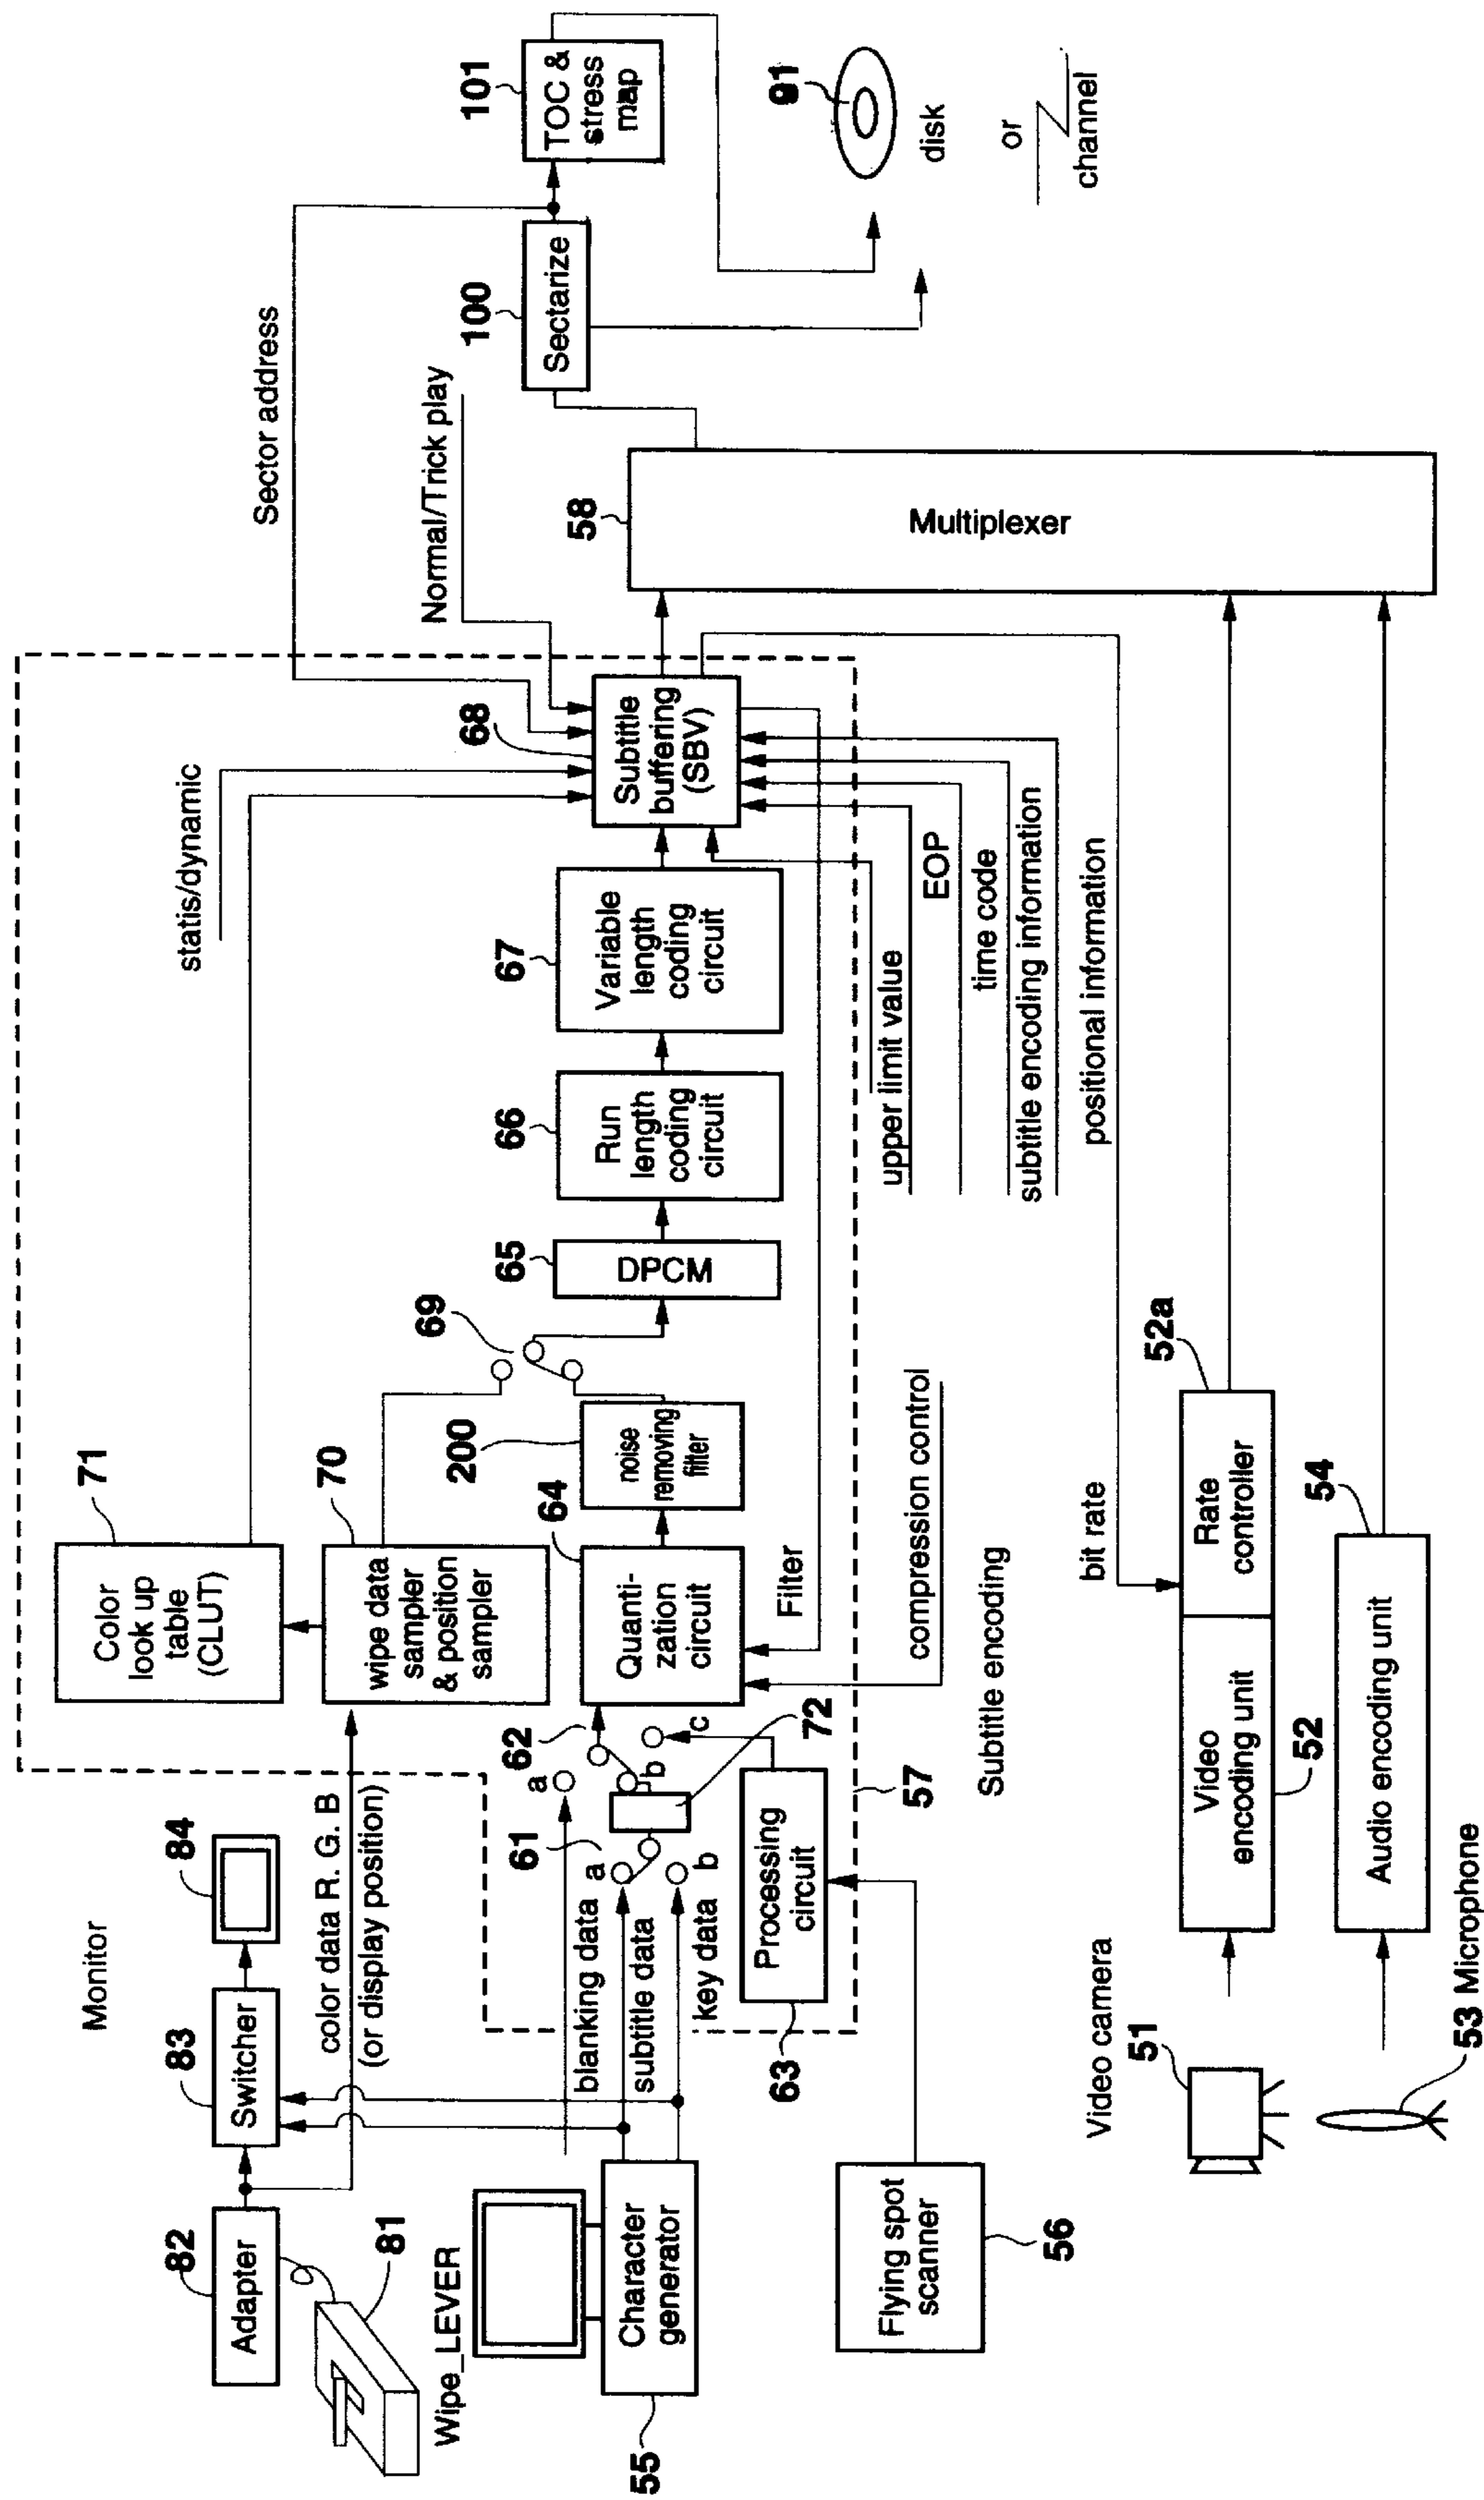 Monitor
82
Adapter
83
Switcher
84
81
Wipe_LEVER
color data R. G. B
(or display position)
71
Color
look up
table
(CLUT)
70
wipe data
sampler
& position
sampler
statis/dynamic
Sector address
Normal/Trick play
100
Sectarize
101
TOC &
stress
map
91
disk
or
channel
55
Character
generator
blanking data
subtitle data
key data
a
b
61
62
a
b
c
72
64
Quanti-
zation
circuit
200
noise
removing
filter
69
65
DPCM
66
Run
length
coding
circuit
67
Variable
length
coding
circuit
68
Subtitle
buffering
(SBV)
58
Multiplexer
56
Flying spot
scanner
63
Processing
circuit
57
Filter
compression control
Subtitle encoding
upper limit value
EOP
time code
subtitle encoding information
positional information
bit rate
Video camera
51
52
Video
encoding unit
52a
Rate
controller
53 Microphone
54
Audio encoding unit